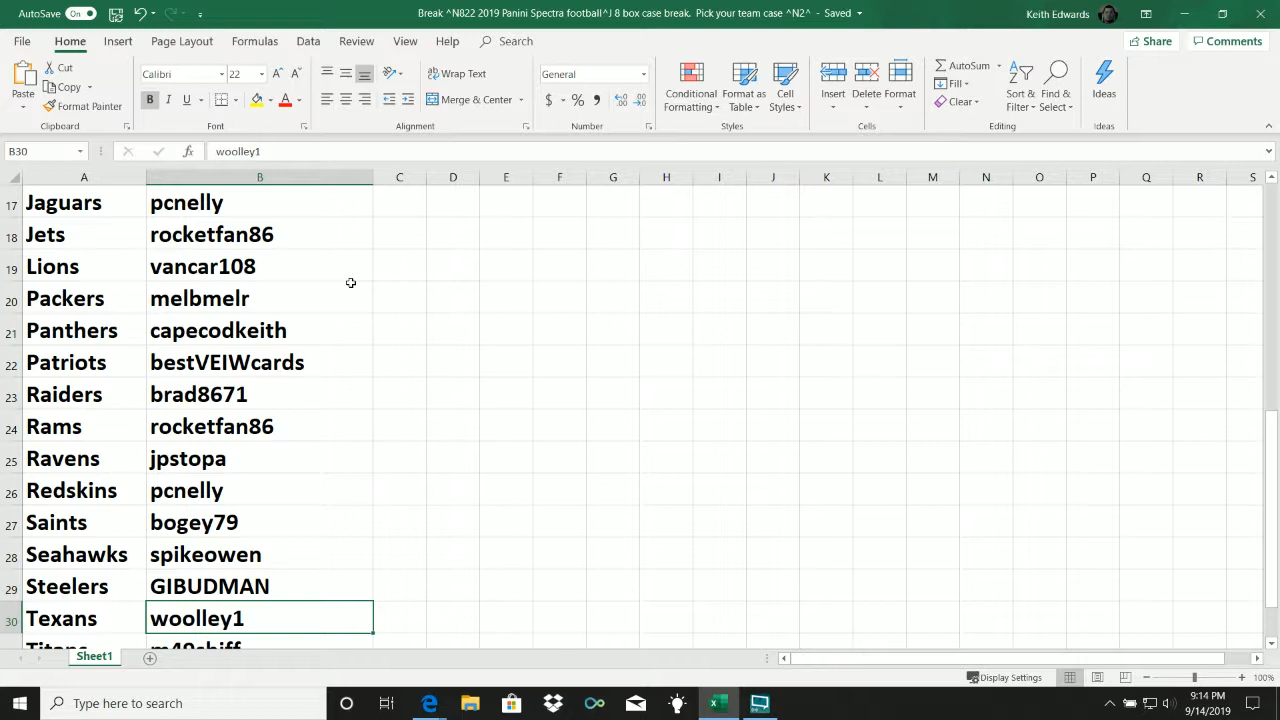 AutoSave On Break ^N822 2019 Panini Spectra football^J 8 box case break. Pick your team case ^N2^ - Saved Keith Edwards
File Home Insert Page Layout Formulas Data Review View Help Search Share Comments
Paste Cut Copy Format Painter Clipboard
Calibri 22 B I U A Font
Wrap Text Merge & Center Alignment
General $ % , Number
Conditional Formatting Format as Table Cell Styles Styles
Insert Delete Format Cells
AutoSum Fill Clear Sort & Filter Find & Select Editing
Ideas Ideas
B30 fx woolley1
A B C D E F G H I J K L M N O P Q R S
17 Jaguars pcnelly
18 Jets rocketfan86
19 Lions vancar108
20 Packers melbmelr
21 Panthers capecodkeith
22 Patriots bestVEIWcards
23 Raiders brad8671
24 Rams rocketfan86
25 Ravens jpstopa
26 Redskins pcnelly
27 Saints bogey79
28 Seahawks spikeowen
29 Steelers GIBUDMAN
30 Texans woolley1
Titans
Sheet1
Display Settings 100%
Type here to search 9:14 PM
9/14/2019